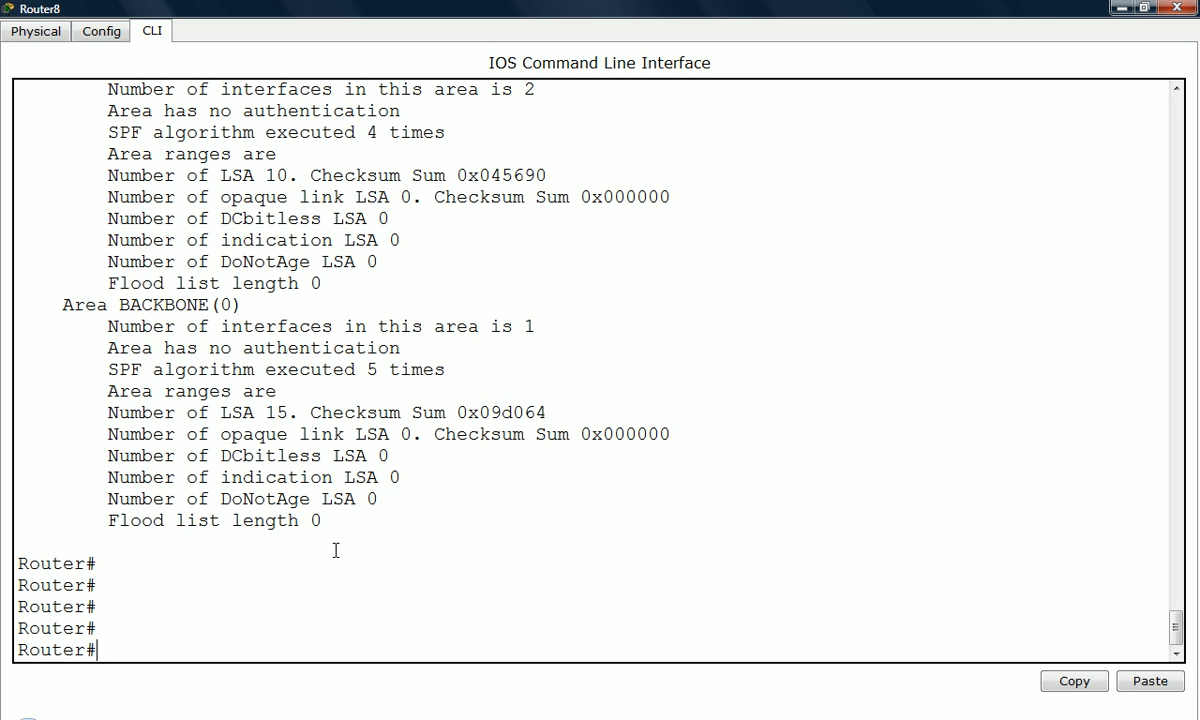 Router8
Physical Config CLI
IOS Command Line Interface
Number of interfaces in this area is 2
Area has no authentication
SPF algorithm executed 4 times
Area ranges are
Number of LSA 10. Checksum Sum 0x045690
Number of opaque link LSA 0. Checksum Sum 0x000000
Number of DCbitless LSA 0
Number of indication LSA 0
Number of DoNotAge LSA 0
Flood list length 0
Area BACKBONE(0)
Number of interfaces in this area is 1
Area has no authentication
SPF algorithm executed 5 times
Area ranges are
Number of LSA 15. Checksum Sum 0x09d064
Number of opaque link LSA 0. Checksum Sum 0x000000
Number of DCbitless LSA 0
Number of indication LSA 0
Number of DoNotAge LSA 0
Flood list length 0
Router#
Router#
Router#
Router#
Router#
Copy Paste